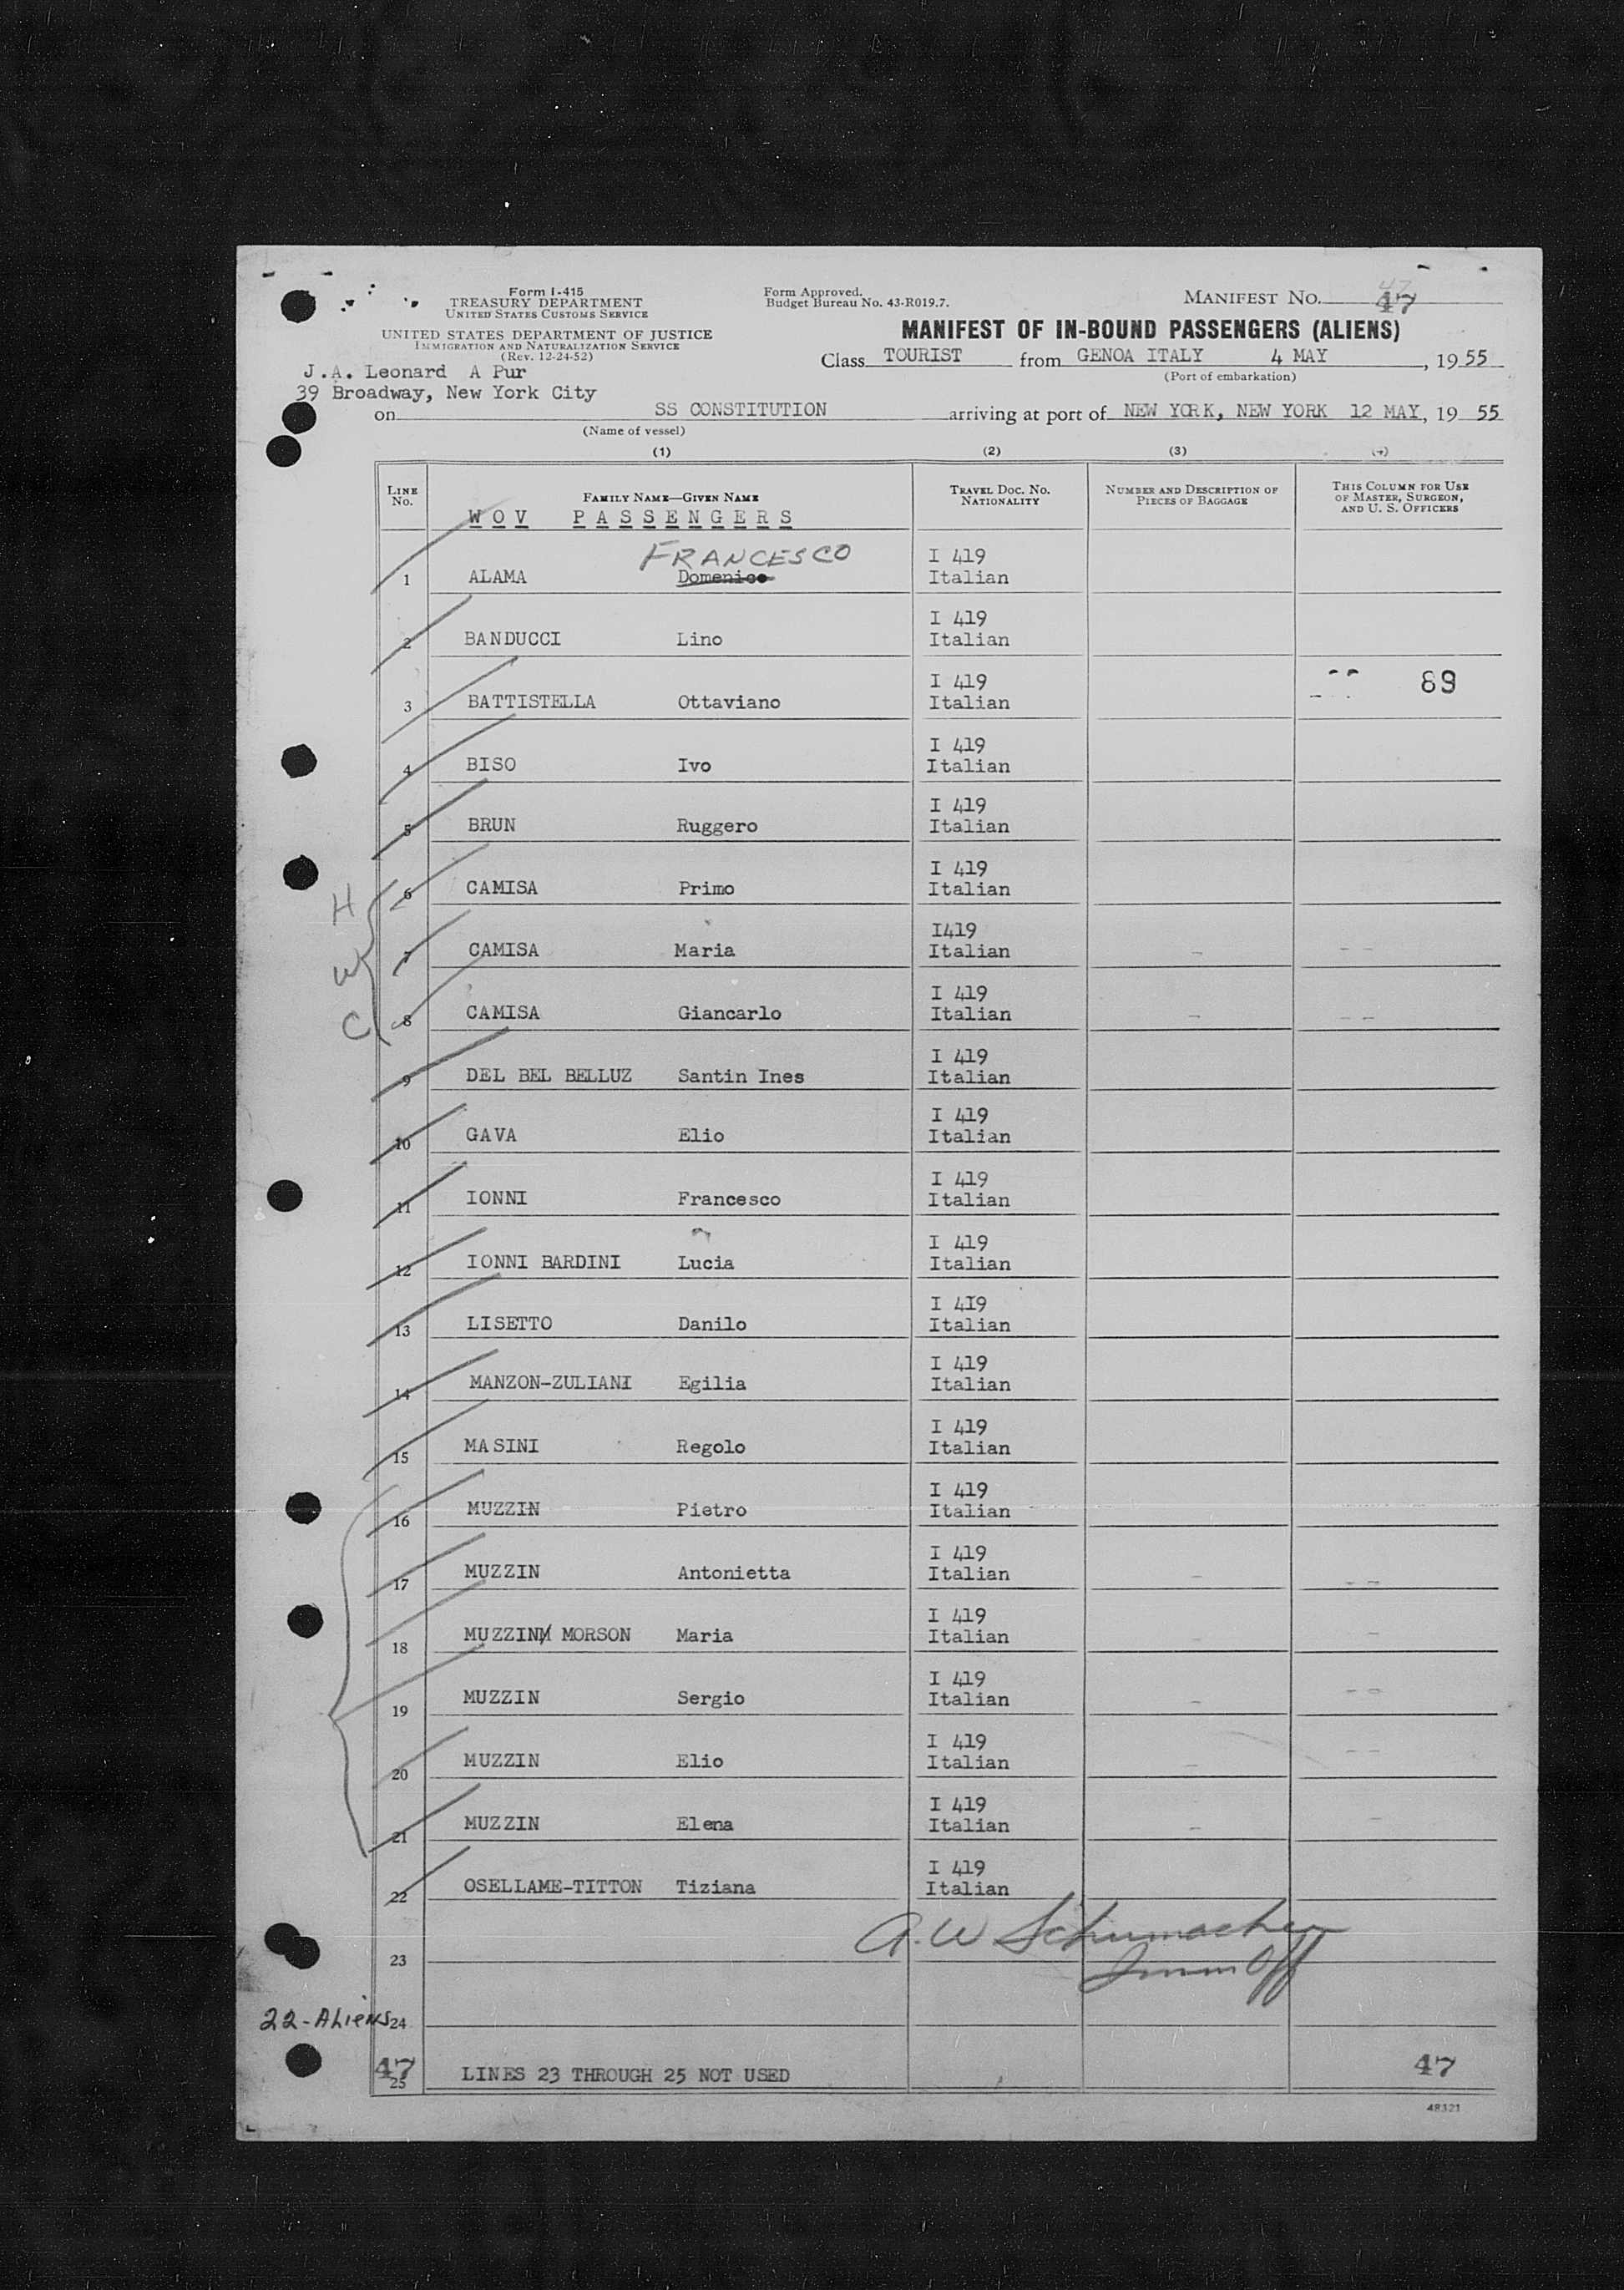 Form I-415
TREASURY DEPARTMENT
UNITED STATES CUSTOMS SERVICE
UNITED STATES DEPARTMENT OF JUSTICE
IMMIGRATION AND NATURALIZATION SERVICE
(Rev. 12-24-52)
Form Approved.
Budget Bureau No. 43-R019.7.
MANIFEST NO. 47
47
MANIFEST OF IN-BOUND PASSENGERS (ALIENS)
Class TOURIST from GENOA ITALY 4 MAY, 19 55
(Port of embarkation)
J.A. Leonard A Pur
39 Broadway, New York City
on SS CONSTITUTION arriving at port of NEW YORK, NEW YORK 12 MAY, 19 55
(Name of vessel)
(1) (2) (3) (4)
LINE NO. FAMILY NAME—GIVEN NAME TRAVEL DOC. NO. NATIONALITY NUMBER AND DESCRIPTION OF PIECES OF BAGGAGE THIS COLUMN FOR USE OF MASTER, SURGEON, AND U. S. OFFICERS
WOV PASSENGERS
FRANCESCO I 419
1 ALAMA Domenico Italian
I 419
2 BANDUCCI Lino Italian
I 419 89
3 BATTISTELLA Ottaviano Italian
I 419
4 BISO Ivo Italian
I 419
5 BRUN Ruggero Italian
I 419
6 CAMISA Primo Italian
H
I419
7 CAMISA Maria Italian
W
I 419
8 CAMISA Giancarlo Italian
C
I 419
9 DEL BEL BELLUZ Santin Ines Italian
I 419
10 GAVA Elio Italian
I 419
11 IONNI Francesco Italian
I 419
12 IONNI BARDINI Lucia Italian
I 4I9
13 LISETTO Danilo Italian
I 419
14 MANZON-ZULIANI Egilia Italian
I 419
15 MASINI Regolo Italian
I 419
16 MUZZIN Pietro Italian
I 419
17 MUZZIN Antonietta Italian
I 419
18 MUZZIN MORSON Maria Italian
I 419
19 MUZZIN Sergio Italian
I 419
20 MUZZIN Elio Italian
I 419
21 MUZZIN Elena Italian
I 419
22 OSELLAME-TITTON Tiziana Italian
A.W Schumacher
23
Imm Off
22-Aliens 24
47 25 LINES 23 THROUGH 25 NOT USED 47
48321